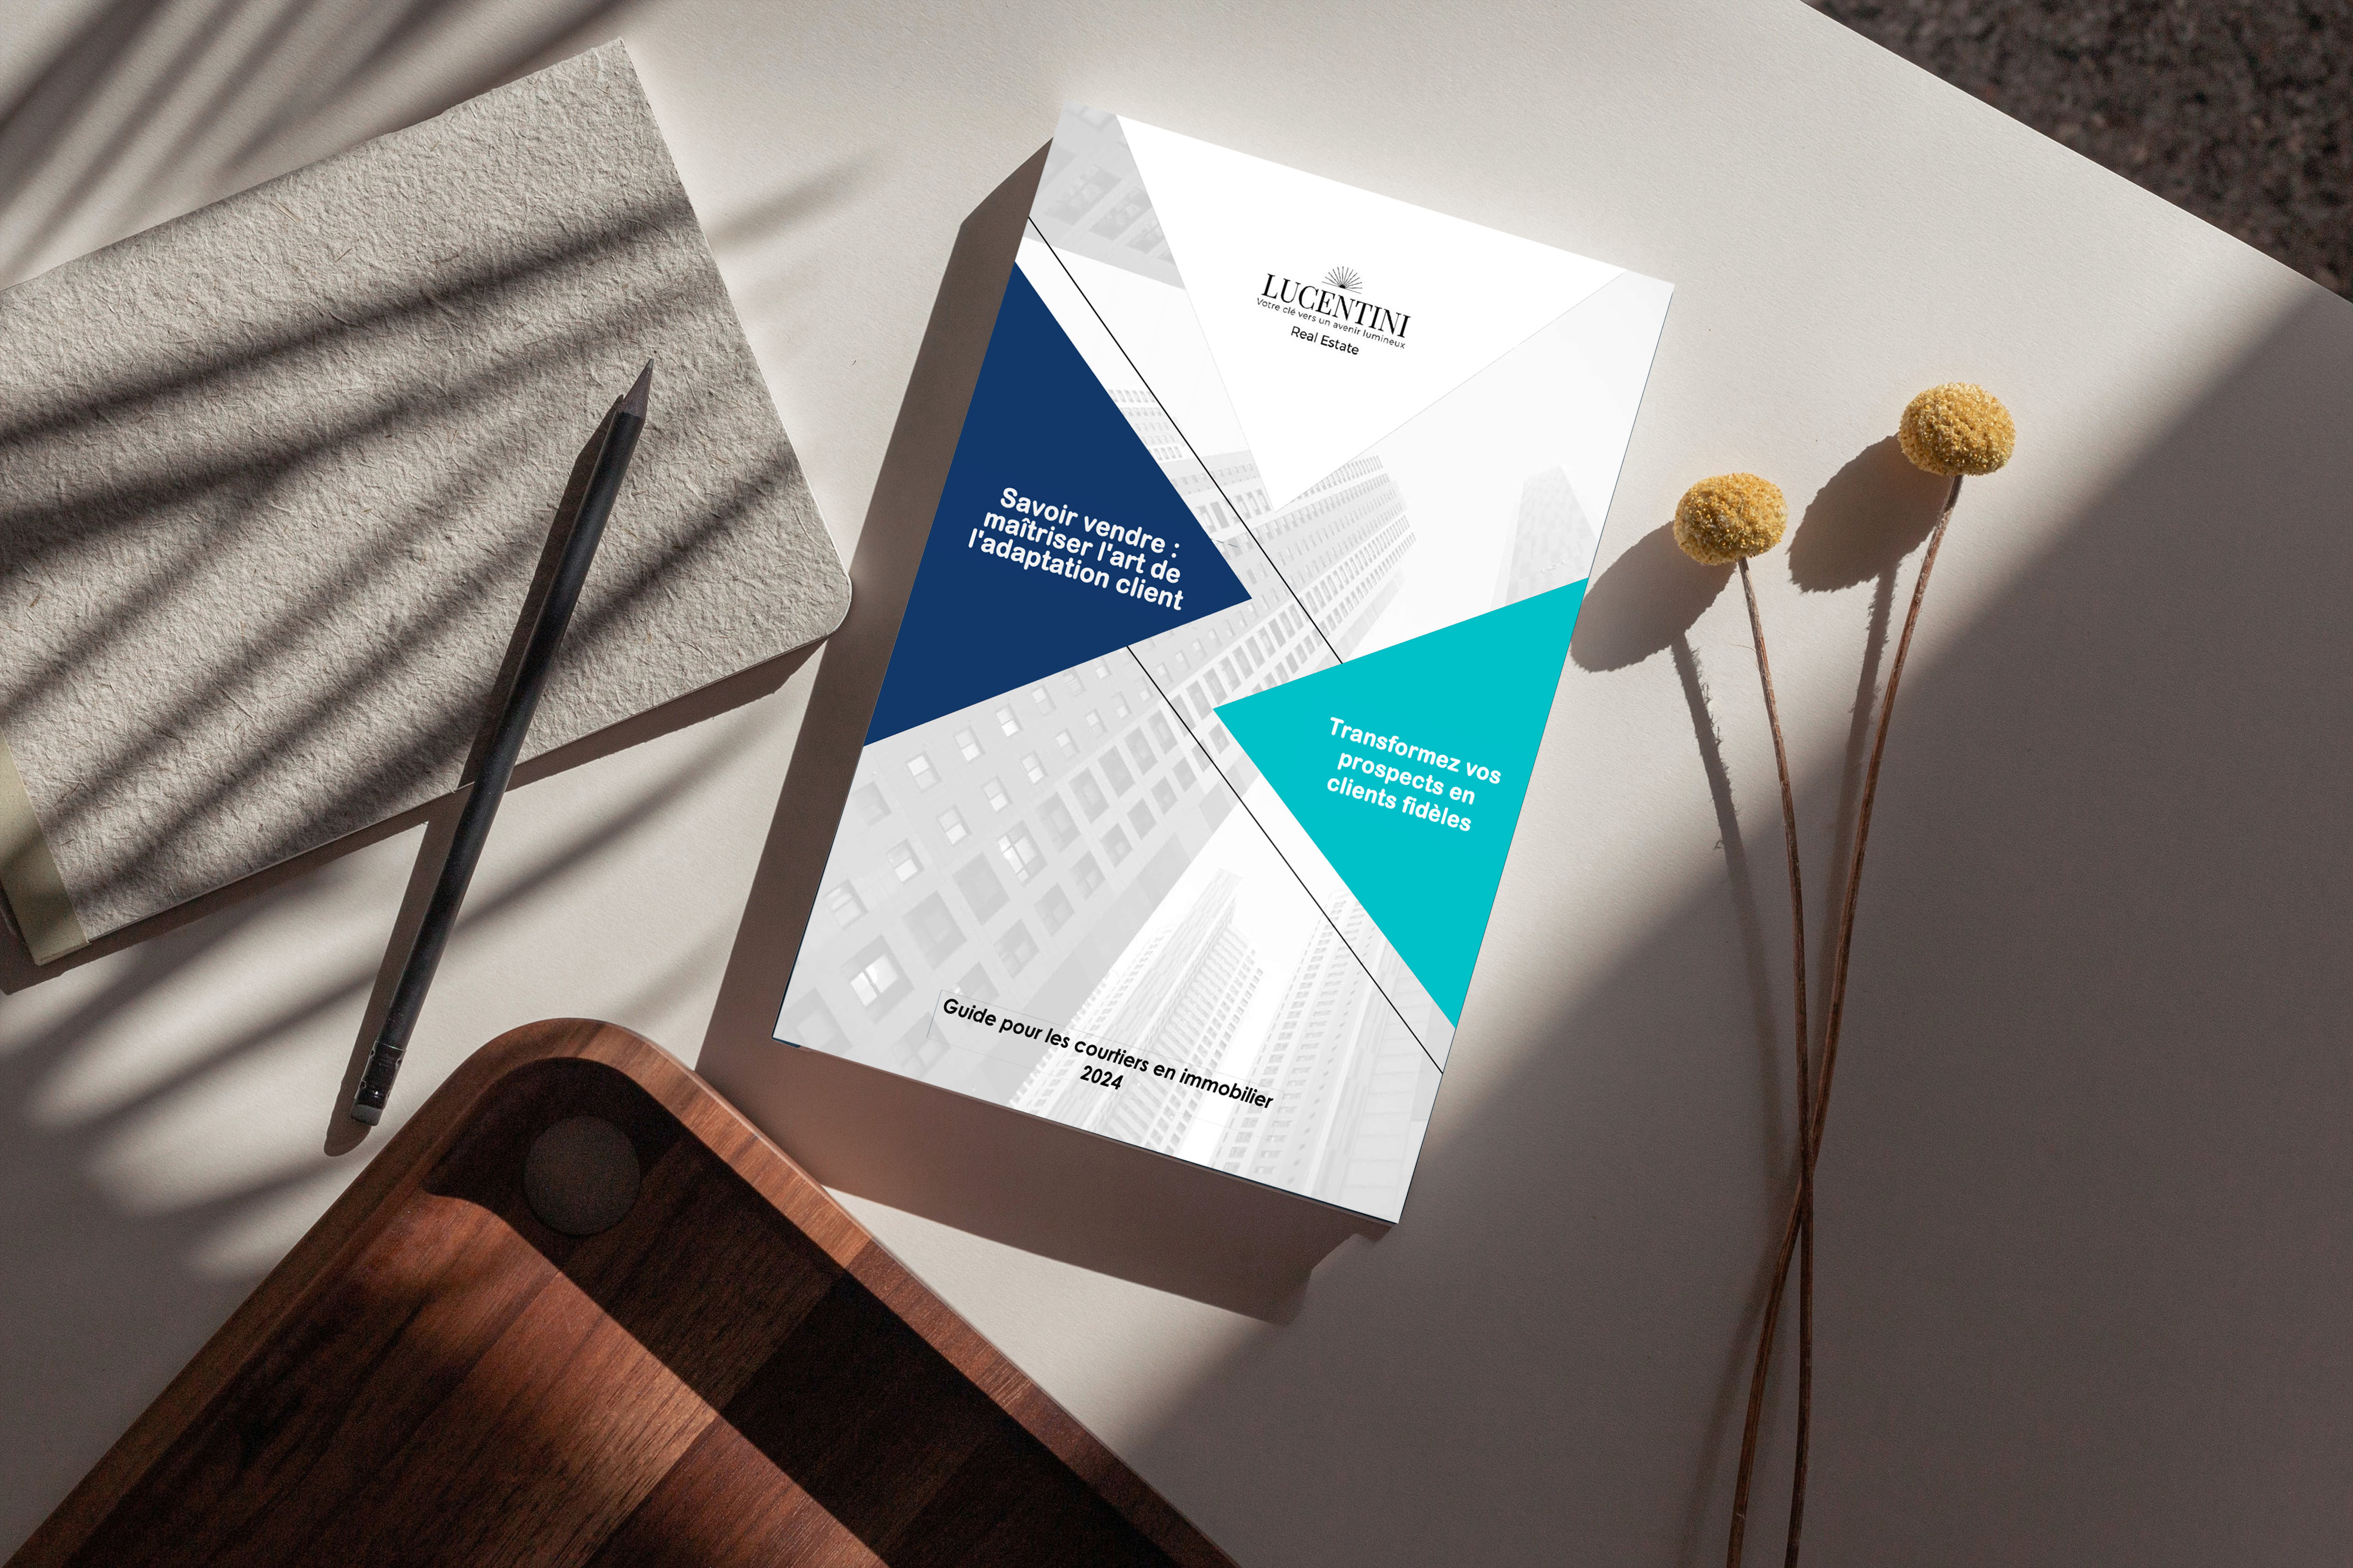 LUCENTINI
Votre clé vers un avenir lumineux
Real Estate
Savoir vendre :
maîtriser l'art de
l'adaptation client
Transformez vos
prospects en
clients fidèles
Guide pour les courtiers en immobilier
2024